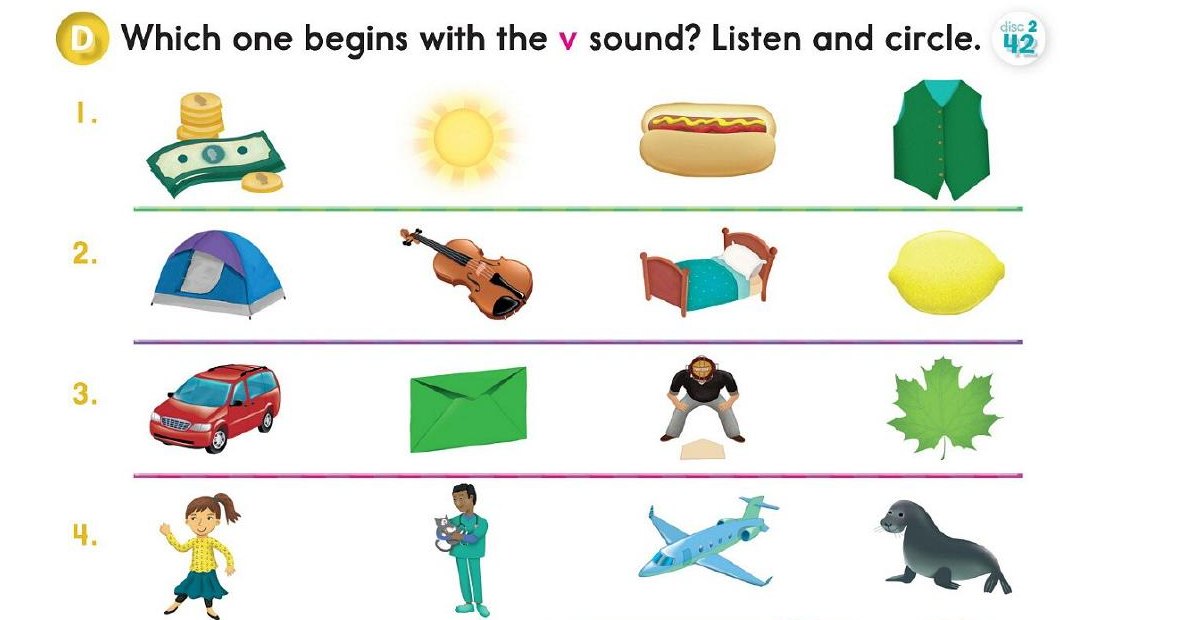 D Which one begins with the v sound? Listen and circle. disc 2 42
1.
2.
3.
4.